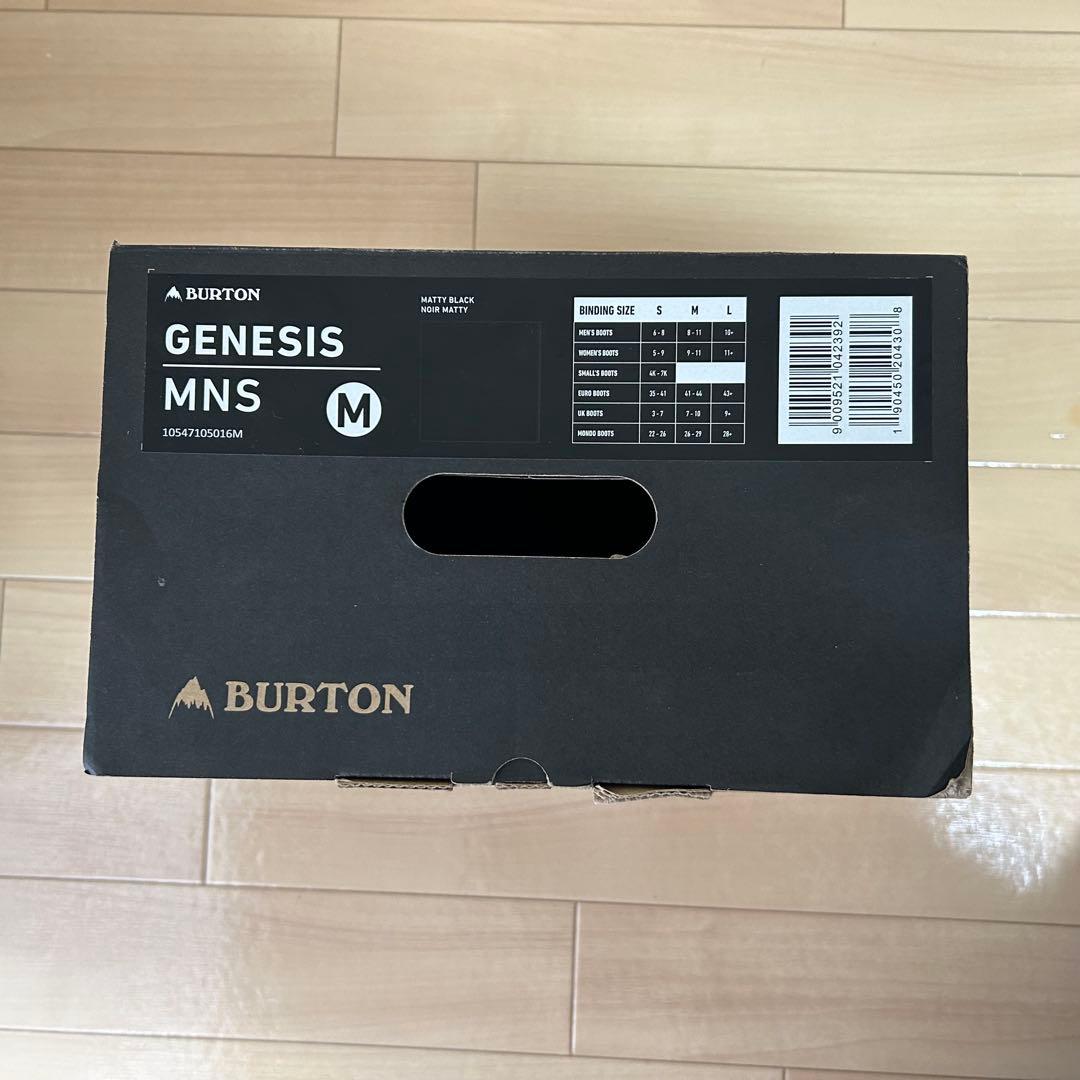 BURTON
GENESIS
MNS
M
10547105016M
MATTY BLACK
NOIR MATTY
BINDING SIZE S M L
MEN'S BOOTS 6 - 8 8 - 11 10+
WOMEN'S BOOTS 5 - 9 9 - 11 11+
SMALL'S BOOTS 4K - 7K
EURO BOOTS 35 - 41 41 - 44 43+
UK BOOTS 3 - 7 7 - 10 9+
MONDO BOOTS 22 - 26 26 - 29 28+
9 009521 042392
1 90450 20430 8
BURTON